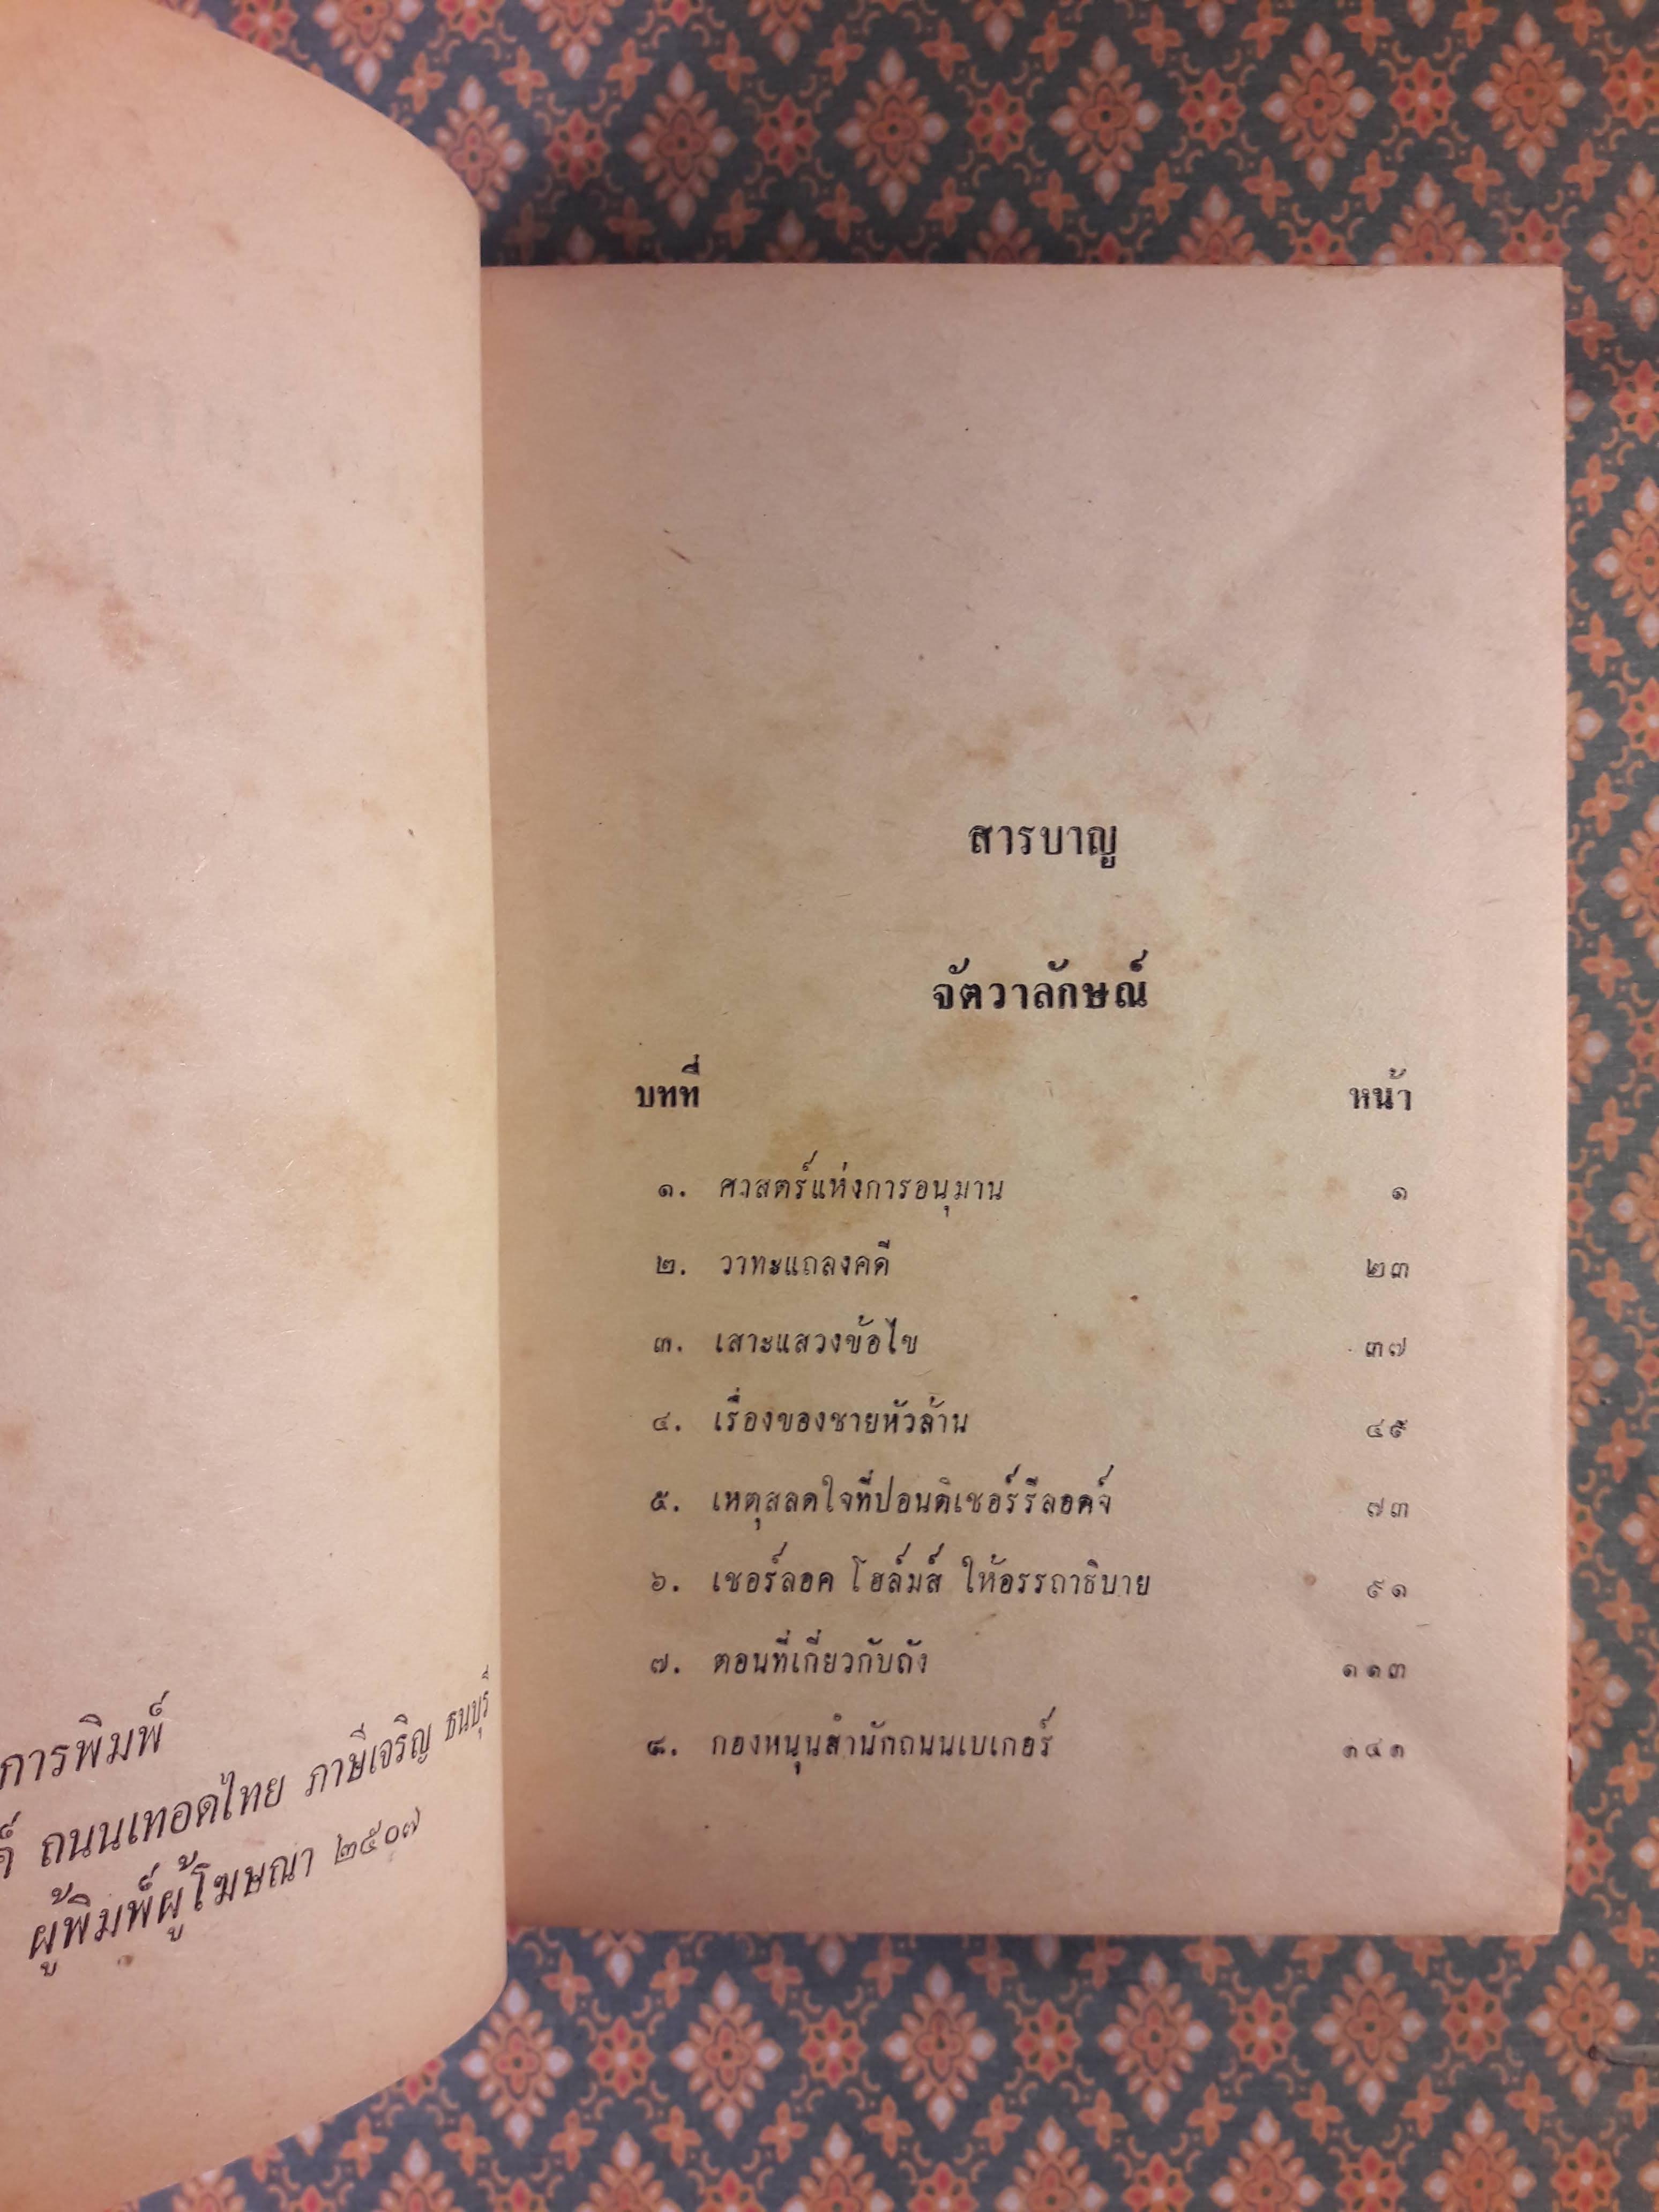 การพิมพ์
ถนนเทอดไทย ภาษีเจริญ ธนบุรี
ผู้พิมพ์ผู้โฆษณา ๒๕๐๗
สารบาญ
จัตวาลักษณ์
บทที่ หน้า
๑. ศาสตร์แห่งการอนุมาน ๑
๒. วาทะแถลงคดี ๒๓
๓. เสาะแสวงข้อไข ๓๗
๔. เรื่องของชายหัวล้าน ๔๙
๕. เหตุสลดใจที่ปอนดิเชอร์รีลอดจ์ ๗๓
๖. เชอร์ลอค โฮล์มส์ ให้อรรถาธิบาย ๙๑
๗. ตอนที่เกี่ยวกับถัง ๑๑๓
๘. กองหนุนสำนักถนนเบเกอร์ ๑๔๑